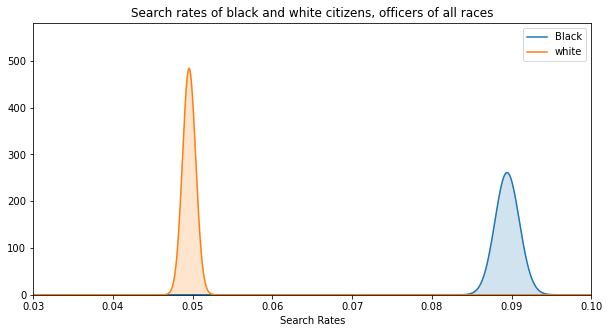 Search rates of black and white citizens, officers of all races
Black
white
500
400
300
200
100
0
0.03 0.04 0.05 0.06 0.07 0.08 0.09 0.10
Search Rates